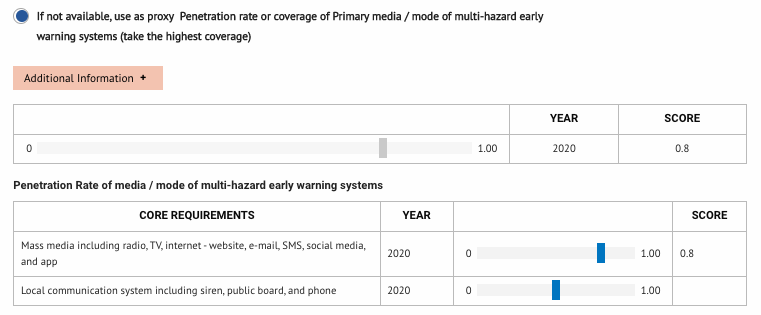 If not available, use as proxy  Penetration rate or coverage of Primary media / mode of multi-hazard early
warning systems (take the highest coverage)
Additional Information +
YEAR SCORE
0 1.00 2020 0.8
Penetration Rate of media / mode of multi-hazard early warning systems
CORE REQUIREMENTS YEAR SCORE
Mass media including radio, TV, internet - website, e-mail, SMS, social media,
and app
2020 0 1.00 0.8
Local communication system including siren, public board, and phone 2020 0 1.00